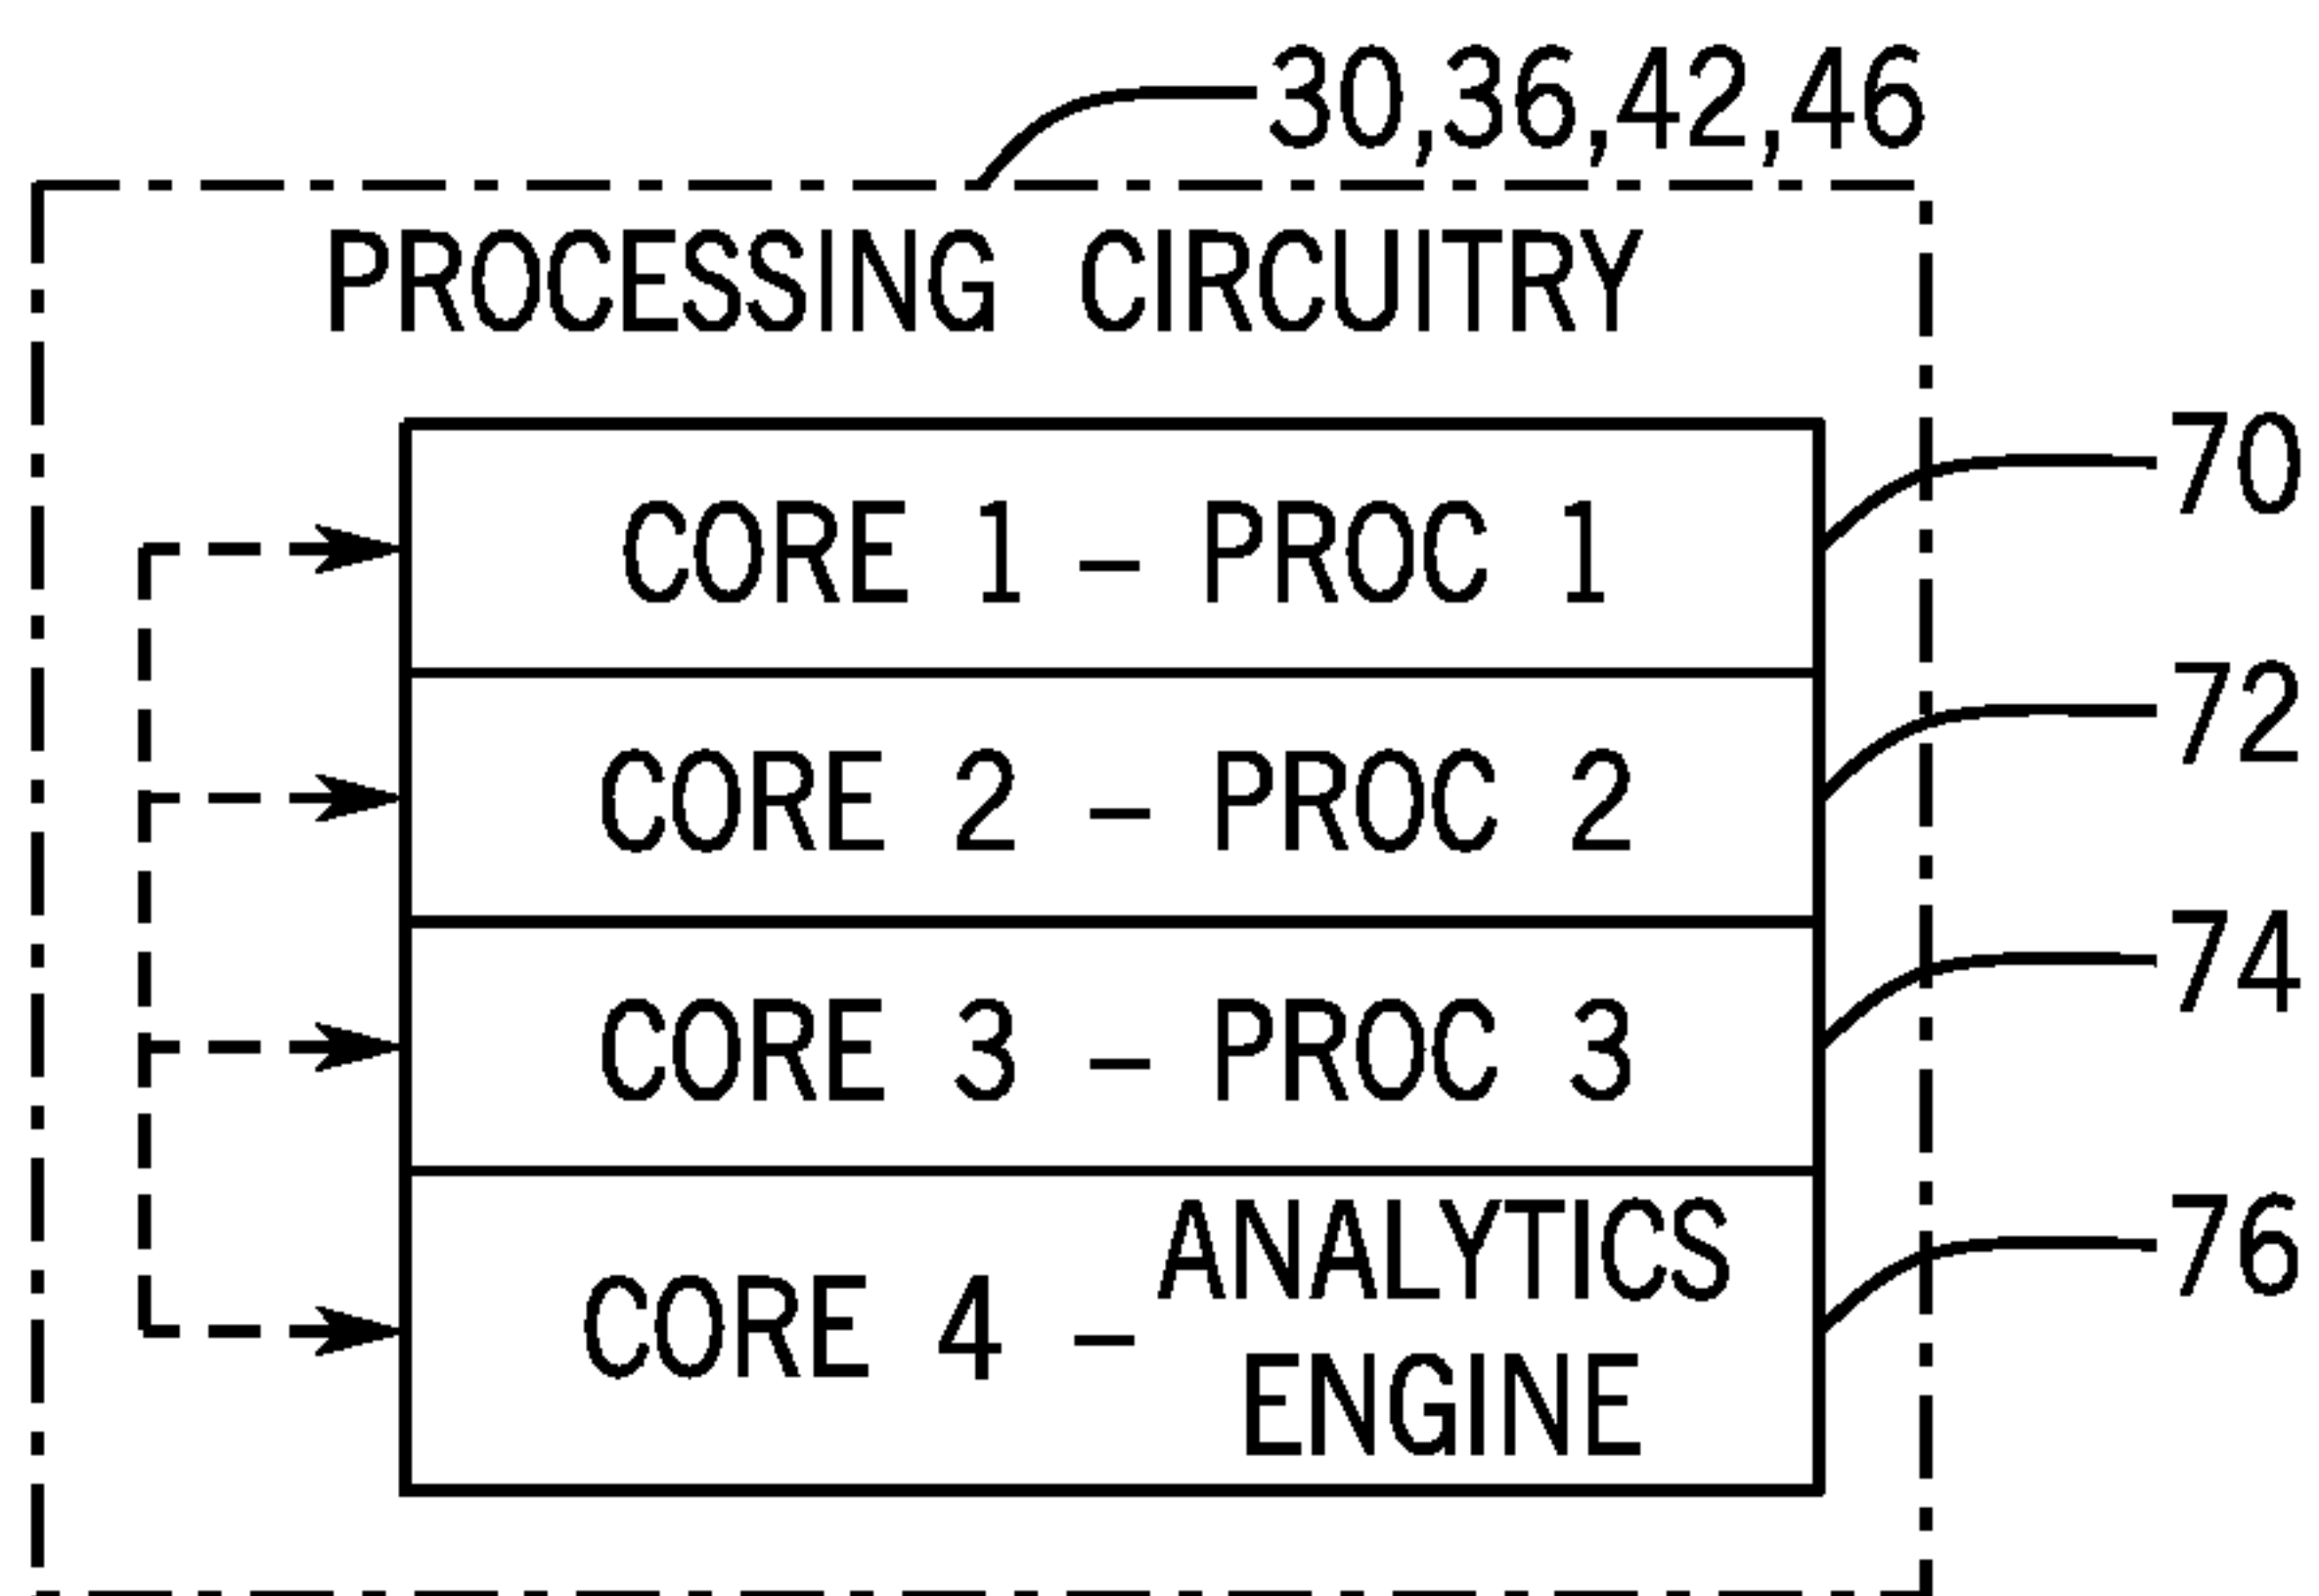 30,36,42,46
PROCESSING CIRCUITRY
70
CORE 1 – PROC 1
72
CORE 2 – PROC 2
74
CORE 3 – PROC 3
76
CORE 4 – ANALYTICS
ENGINE